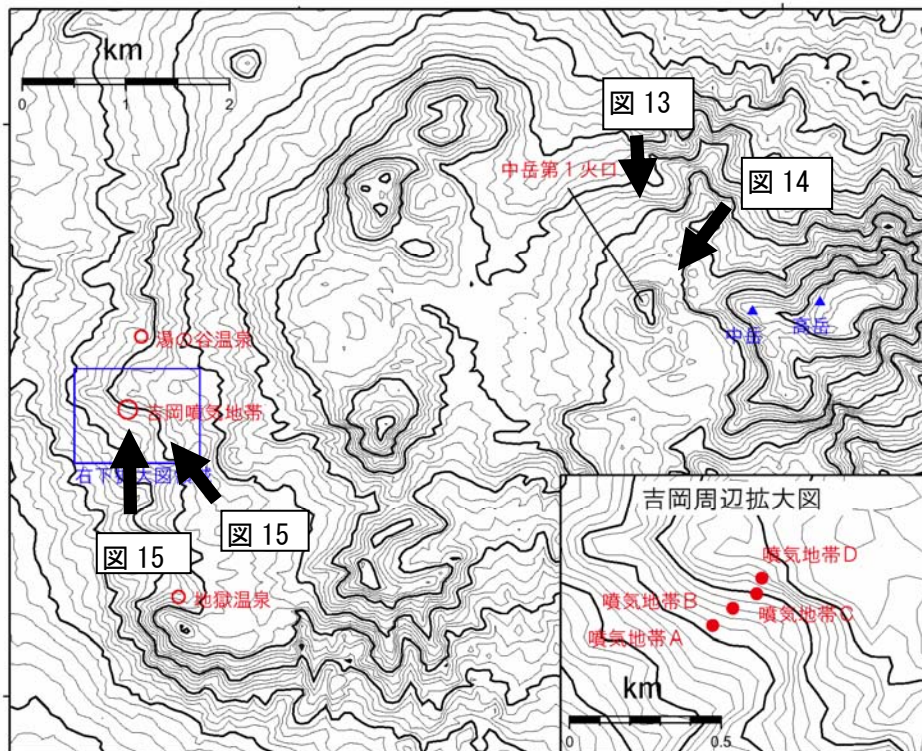 km
0 1 2
図 13
中岳第1火口
図 14
中岳
高岳
湯の谷温泉
吉岡噴気地帯
図 15
図 15
地獄温泉
吉岡周辺拡大図
噴気地帯D
噴気地帯B
噴気地帯C
噴気地帯A
km
0 0.5